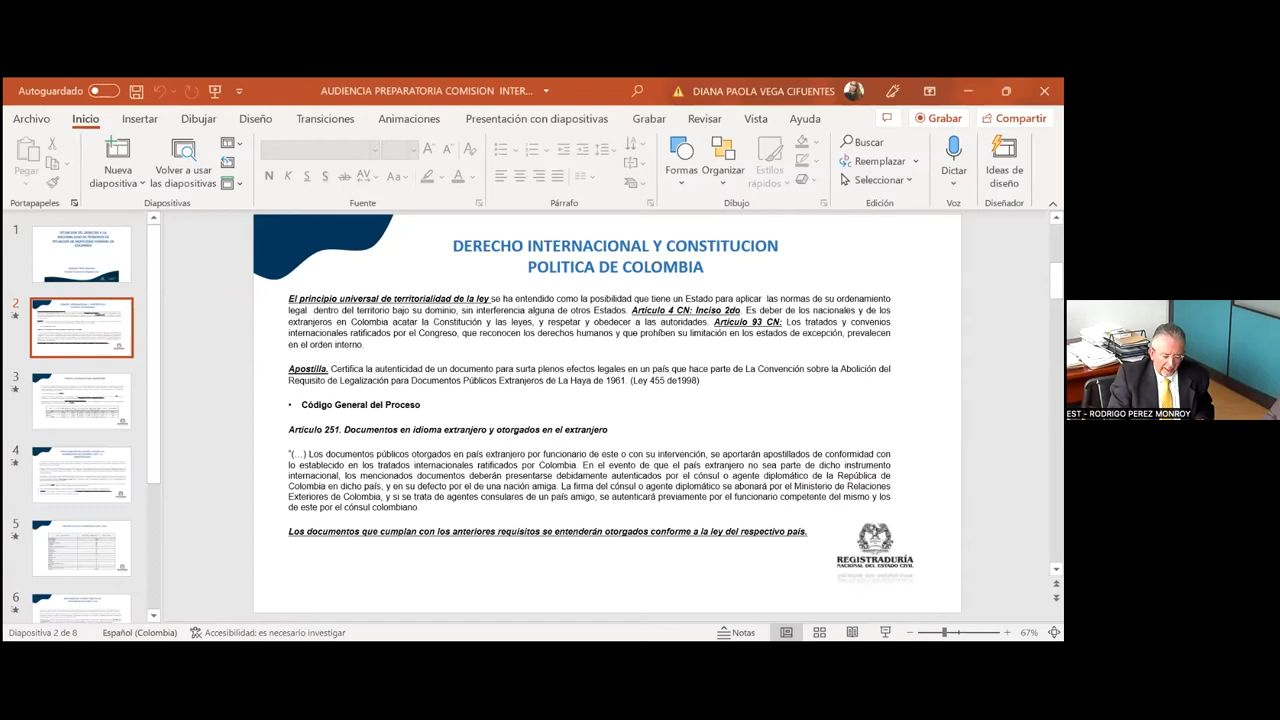 Autoguardado
AUDIENCIA PREPARATORIA COMISION INTER...
DIANA PAOLA VEGA CIFUENTES
Archivo Inicio Insertar Dibujar Diseño Transiciones Animaciones Presentación con diapositivas Grabar Revisar Vista Ayuda Grabar Compartir
Pegar
Nueva diapositiva
Volver a usar las diapositivas
N K S S ab AV Aa A
Formas Organizar Estilos rápidos
Buscar
Reemplazar
Seleccionar
Dictar
Ideas de diseño
Portapapeles Diapositivas Fuente Párrafo Dibujo Edición Voz Diseñador
1
2
3
4
5
6
DERECHO INTERNACIONAL Y CONSTITUCION
POLITICA DE COLOMBIA
El principio universal de territorialidad de la ley se ha entendido como la posibilidad que tiene un Estado para aplicar las normas de su ordenamiento
legal dentro del territorio bajo su dominio, sin interferencia alguna de otros Estados. Artículo 4 CN: Inciso 2do. Es deber de los nacionales y de los
extranjeros en Colombia acatar la Constitución y las leyes, y respetar y obedecer a las autoridades. Artículo 93 CN: Los tratados y convenios
internacionales ratificados por el Congreso, que reconocen los derechos humanos y que prohíben su limitación en los estados de excepción, prevalecen
en el orden interno.
Apostilla. Certifica la autenticidad de un documento para surta plenos efectos legales en un país que hace parte de La Convención sobre la Abolición del
Requisito de Legalización para Documentos Públicos Extranjeros de La Haya de 1961. (Ley 455 de1998)
• Código General del Proceso
Artículo 251. Documentos en idioma extranjero y otorgados en el extranjero
"(…) Los documentos públicos otorgados en país extranjero por funcionario de este o con su intervención, se aportarán apostillados de conformidad con
lo establecido en los tratados internacionales ratificados por Colombia. En el evento de que el país extranjero no sea parte de dicho instrumento
internacional, los mencionados documentos deberán presentarse debidamente autenticados por el cónsul o agente diplomático de la República de
Colombia en dicho país, y en su defecto por el de una nación amiga. La firma del cónsul o agente diplomático se abonará por el Ministerio de Relaciones
Exteriores de Colombia, y si se trata de agentes consulares de un país amigo, se autenticará previamente por el funcionario competente del mismo y los
de este por el cónsul colombiano.
Los documentos que cumplan con los anteriores requisitos se entenderán otorgados conforme a la ley del respectivo país.
REGISTRADURÍA
NACIONAL DEL ESTADO CIVIL
EST - RODRIGO PEREZ MONROY
Diapositiva 2 de 8 Español (Colombia) Accesibilidad: es necesario investigar Notas 67%